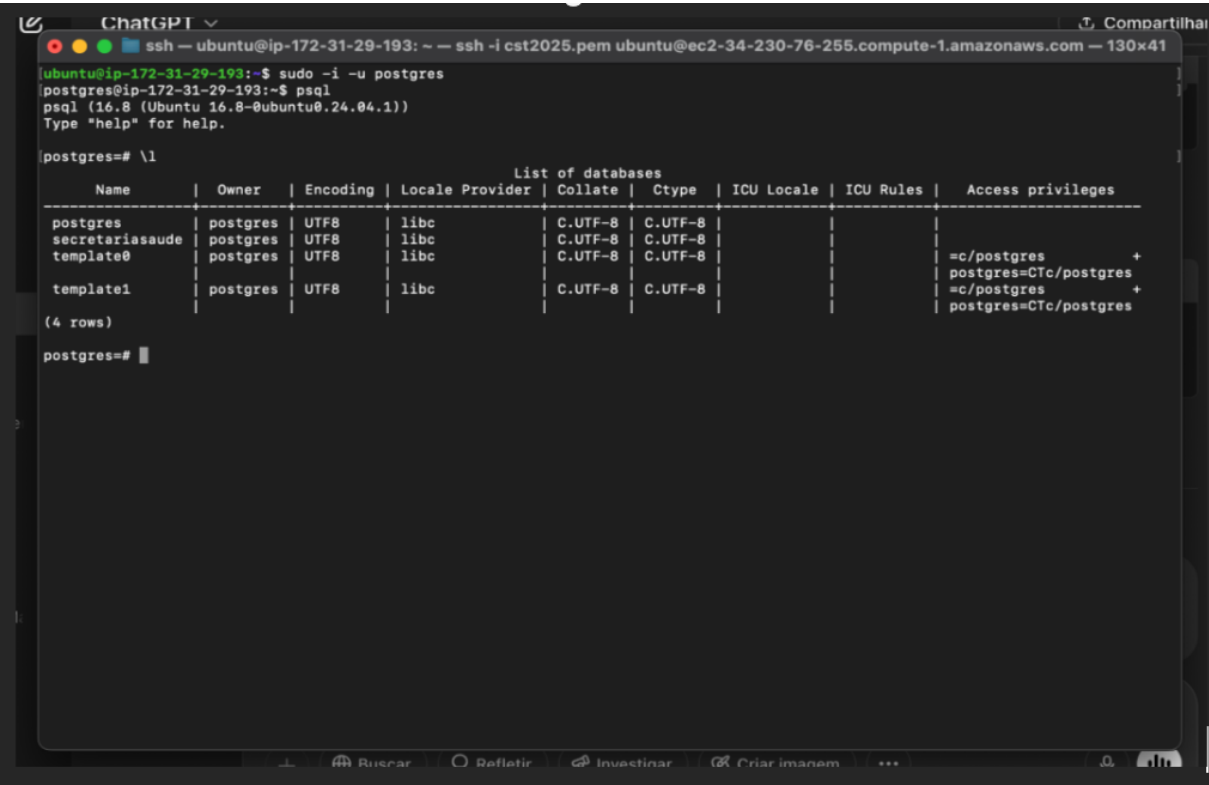 ChatGPT
Compartilhar
ssh — ubuntu@ip-172-31-29-193: ~ — ssh -i cst2025.pem ubuntu@ec2-34-230-76-255.compute-1.amazonaws.com — 130×41
[ubuntu@ip-172-31-29-193:~$ sudo -i -u postgres ]
[postgres@ip-172-31-29-193:~$ psql ]
psql (16.8 (Ubuntu 16.8-0ubuntu0.24.04.1))
Type "help" for help.
[postgres=# \l ]
List of databases
Name | Owner | Encoding | Locale Provider | Collate | Ctype | ICU Locale | ICU Rules | Access privileges
postgres | postgres | UTF8 | libc | C.UTF-8 | C.UTF-8 | | |
secretariasaude | postgres | UTF8 | libc | C.UTF-8 | C.UTF-8 | | |
template0 | postgres | UTF8 | libc | C.UTF-8 | C.UTF-8 | | | =c/postgres +
| | | | | | | | postgres=CTc/postgres
template1 | postgres | UTF8 | libc | C.UTF-8 | C.UTF-8 | | | =c/postgres +
| | | | | | | | postgres=CTc/postgres
(4 rows)
postgres=#
Buscar
Refletir
Investigar
Criar imagem